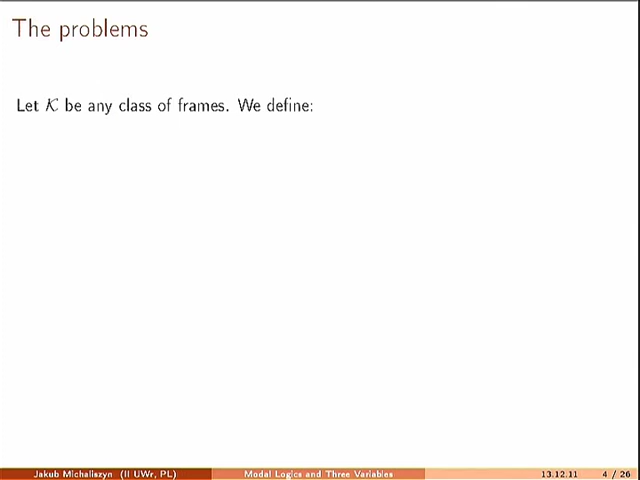 The problems
Let 𝒦 be any class of frames. We define:
Jakub Michaliszyn (II UWr, PL) Modal Logics and Three Variables 13.12.11 4 / 26